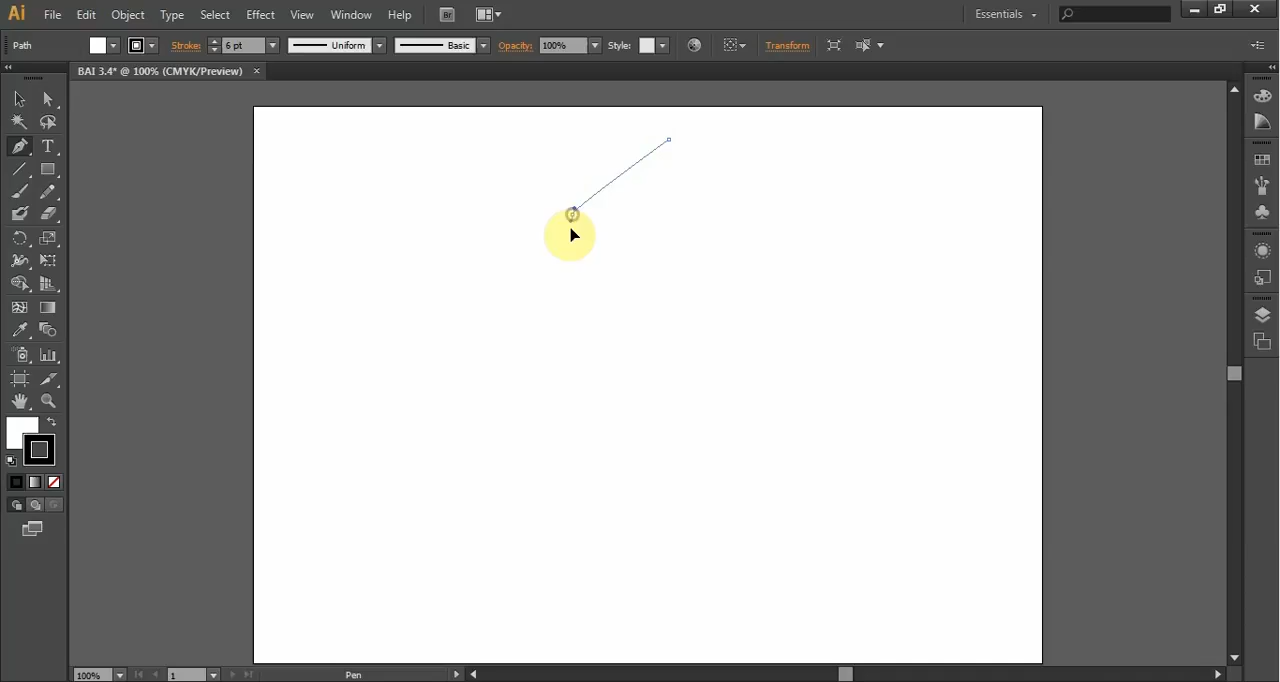 Ai File Edit Object Type Select Effect View Window Help Br Essentials
Path Stroke: 6 pt Uniform Basic Opacity: 100% Style: Transform
BAI 3.4* @ 100% (CMYK/Preview) ×
T
100% 1 Pen